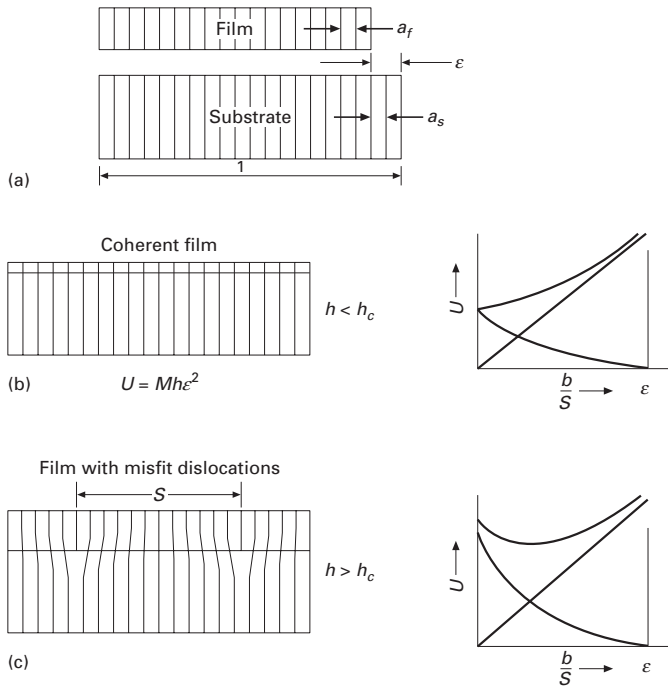 Film
a_f
ε
Substrate
a_s
1
(a)
Coherent film
h < h_c
U
b/S
ε
(b)
U = Mhε²
Film with misfit dislocations
S
h > h_c
U
b/S
ε
(c)